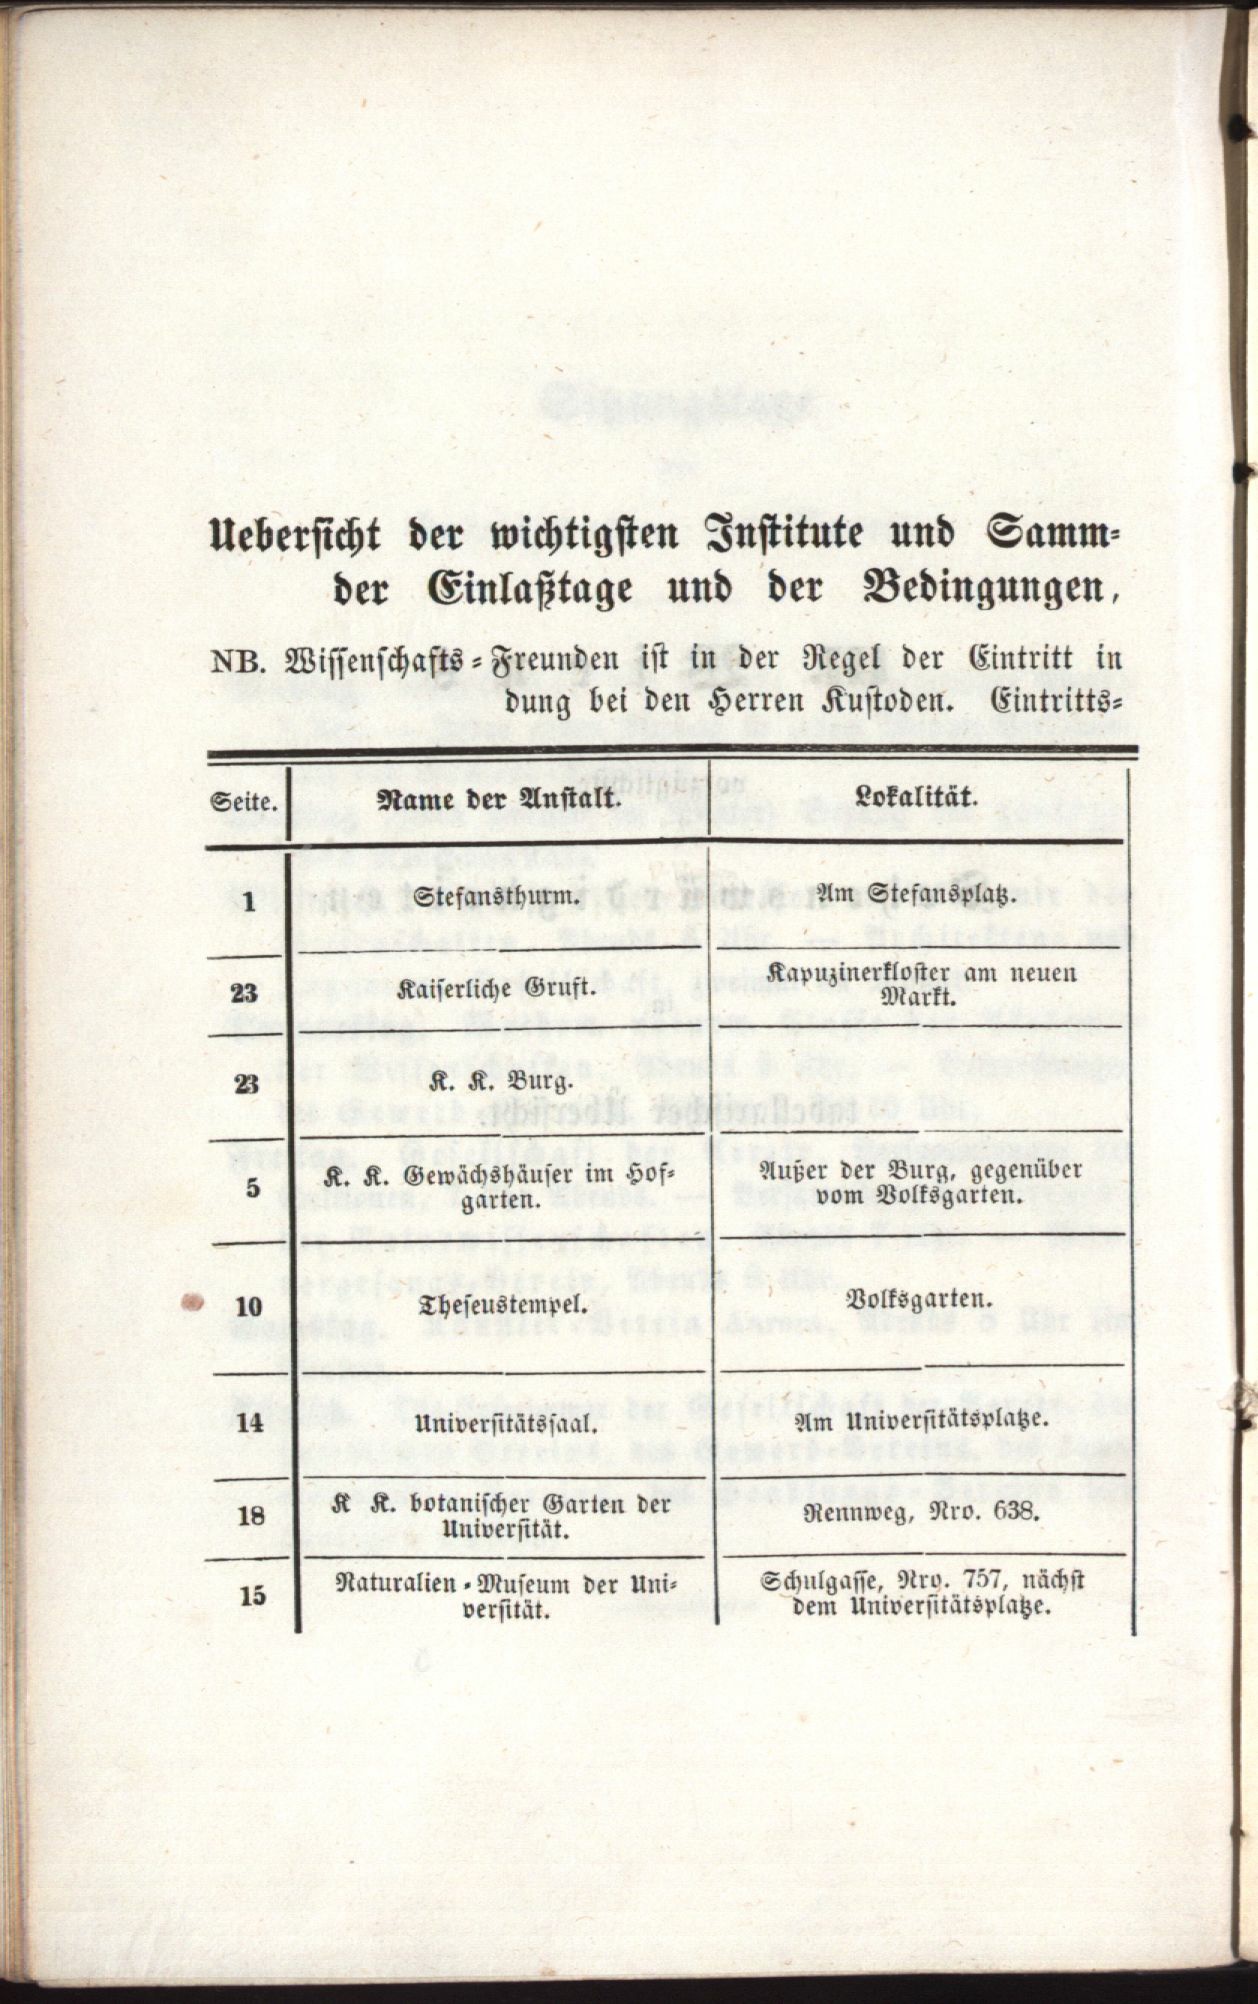 Uebersicht der wichtigsten Institute und Samm-
der Einlaßtage und der Bedingungen,
NB. Wissenschafts-Freunden ist in der Regel der Eintritt in
dung bei den Herren Kustoden. Eintritts-
Seite. Name der Anstalt. Lokalität.
1 Stefansthurm. Am Stefansplatz.
23 Kaiserliche Gruft. Kapuzinerkloster am neuen
Markt.
23 K. K. Burg.
5 K. K. Gewächshäuser im Hof- Außer der Burg, gegenüber
garten. vom Volksgarten.
10 Theseustempel. Volksgarten.
14 Universitätssaal. Am Universitätsplatze.
18 K K. botanischer Garten der Rennweg, Nro. 638.
Universität.
15 Naturalien-Museum der Uni- Schulgasse, Nro. 757, nächst
versität. dem Universitätsplatze.